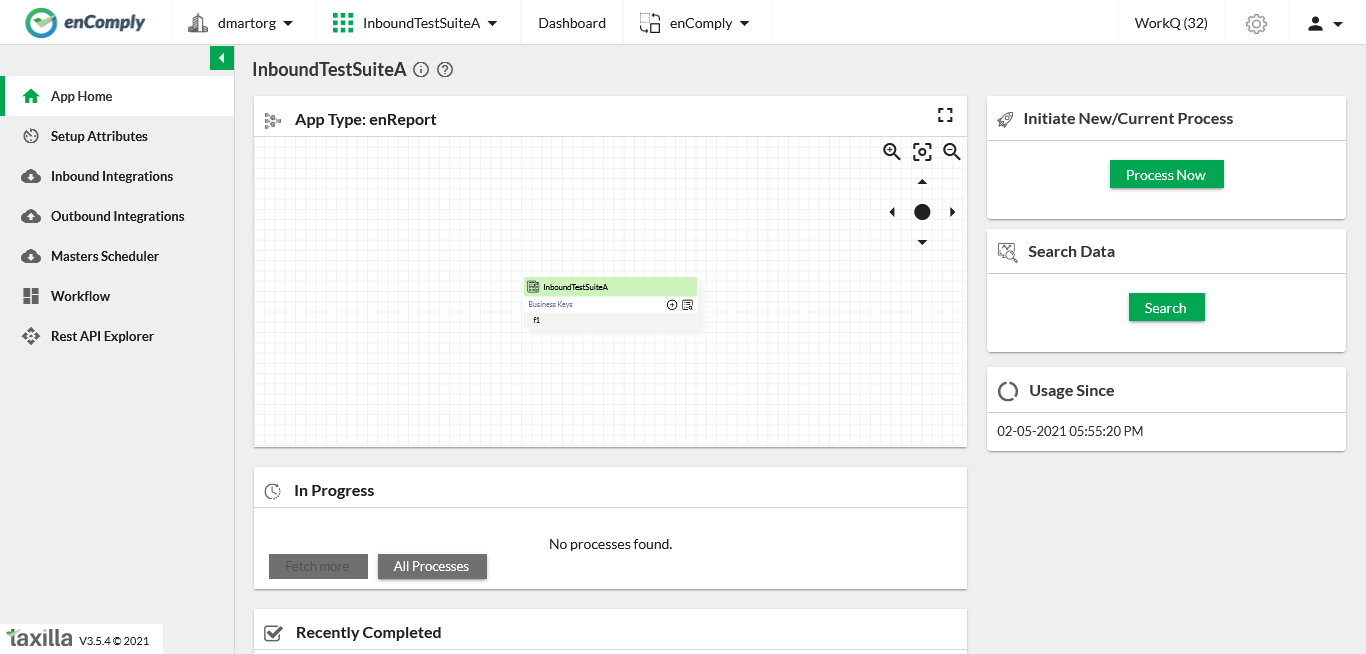 enComply
dmartorg
InboundTestSuiteA
Dashboard
enComply
WorkQ (32)
InboundTestSuiteA
App Home
Setup Attributes
Inbound Integrations
Outbound Integrations
Masters Scheduler
Workflow
Rest API Explorer
App Type: enReport
InboundTestSuiteA
Business Keys
f1
Initiate New/Current Process
Process Now
Search Data
Search
Usage Since
02-05-2021 05:55:20 PM
In Progress
No processes found.
Fetch more
All Processes
Recently Completed
taxilla V3.5.4 © 2021